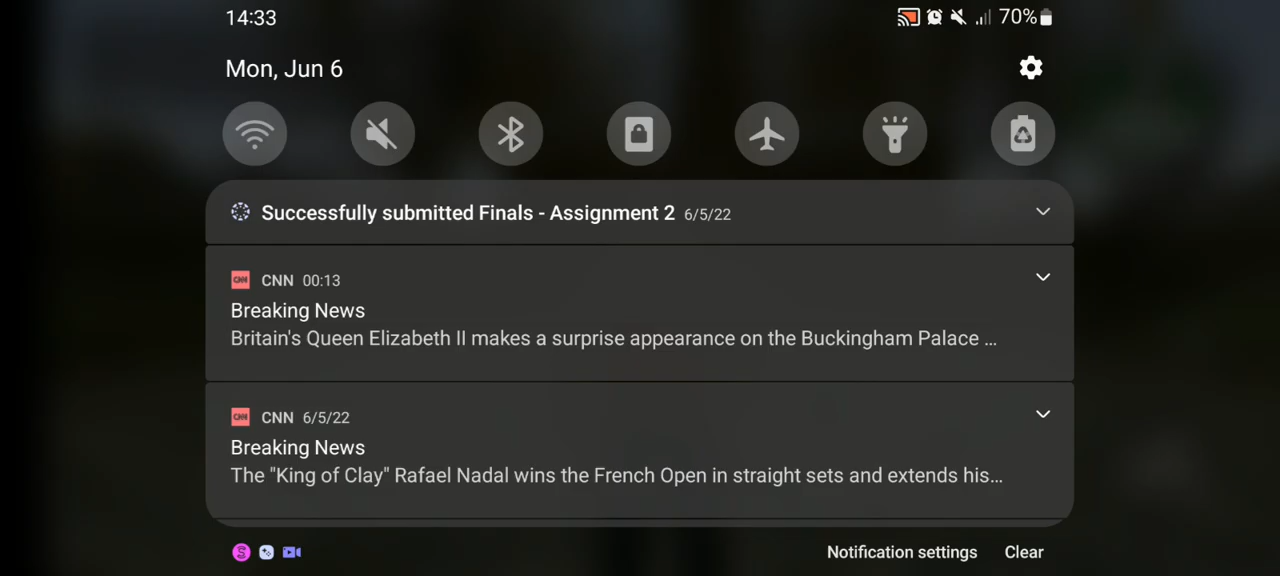 14:33
70%
Mon, Jun 6
Successfully submitted Finals - Assignment 2 6/5/22
CNN CNN 00:13
Breaking News
Britain's Queen Elizabeth II makes a surprise appearance on the Buckingham Palace ...
CNN CNN 6/5/22
Breaking News
The "King of Clay" Rafael Nadal wins the French Open in straight sets and extends his...
S
Notification settings Clear